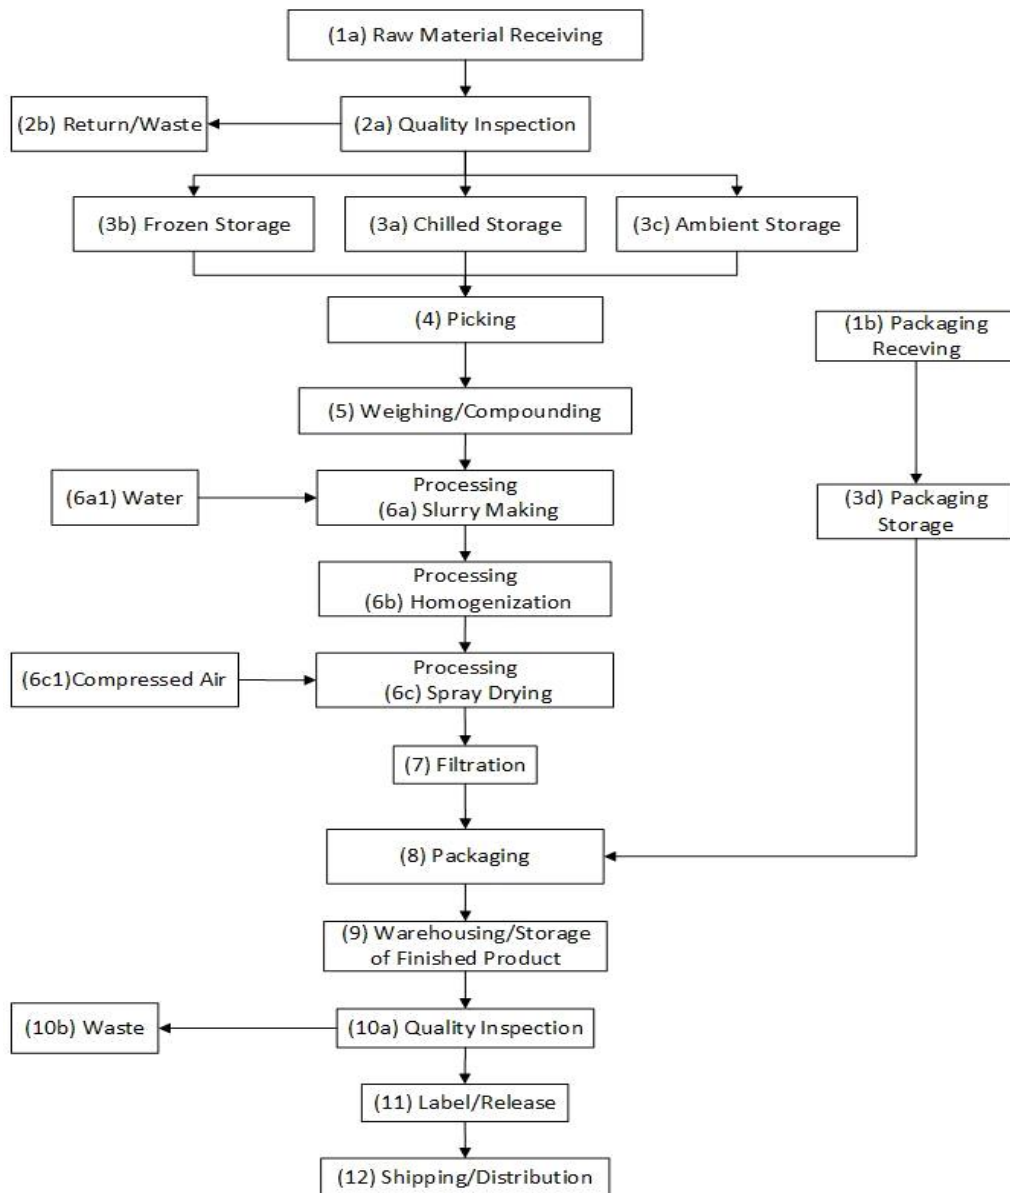 (1a) Raw Material Receiving
(2b) Return/Waste
(2a) Quality Inspection
(3b) Frozen Storage
(3a) Chilled Storage
(3c) Ambient Storage
(4) Picking
(1b) Packaging
Receving
(5) Weighing/Compounding
(6a1) Water
Processing
(6a) Slurry Making
(3d) Packaging
Storage
Processing
(6b) Homogenization
(6c1)Compressed Air
Processing
(6c) Spray Drying
(7) Filtration
(8) Packaging
(9) Warehousing/Storage
of Finished Product
(10b) Waste
(10a) Quality Inspection
(11) Label/Release
(12) Shipping/Distribution